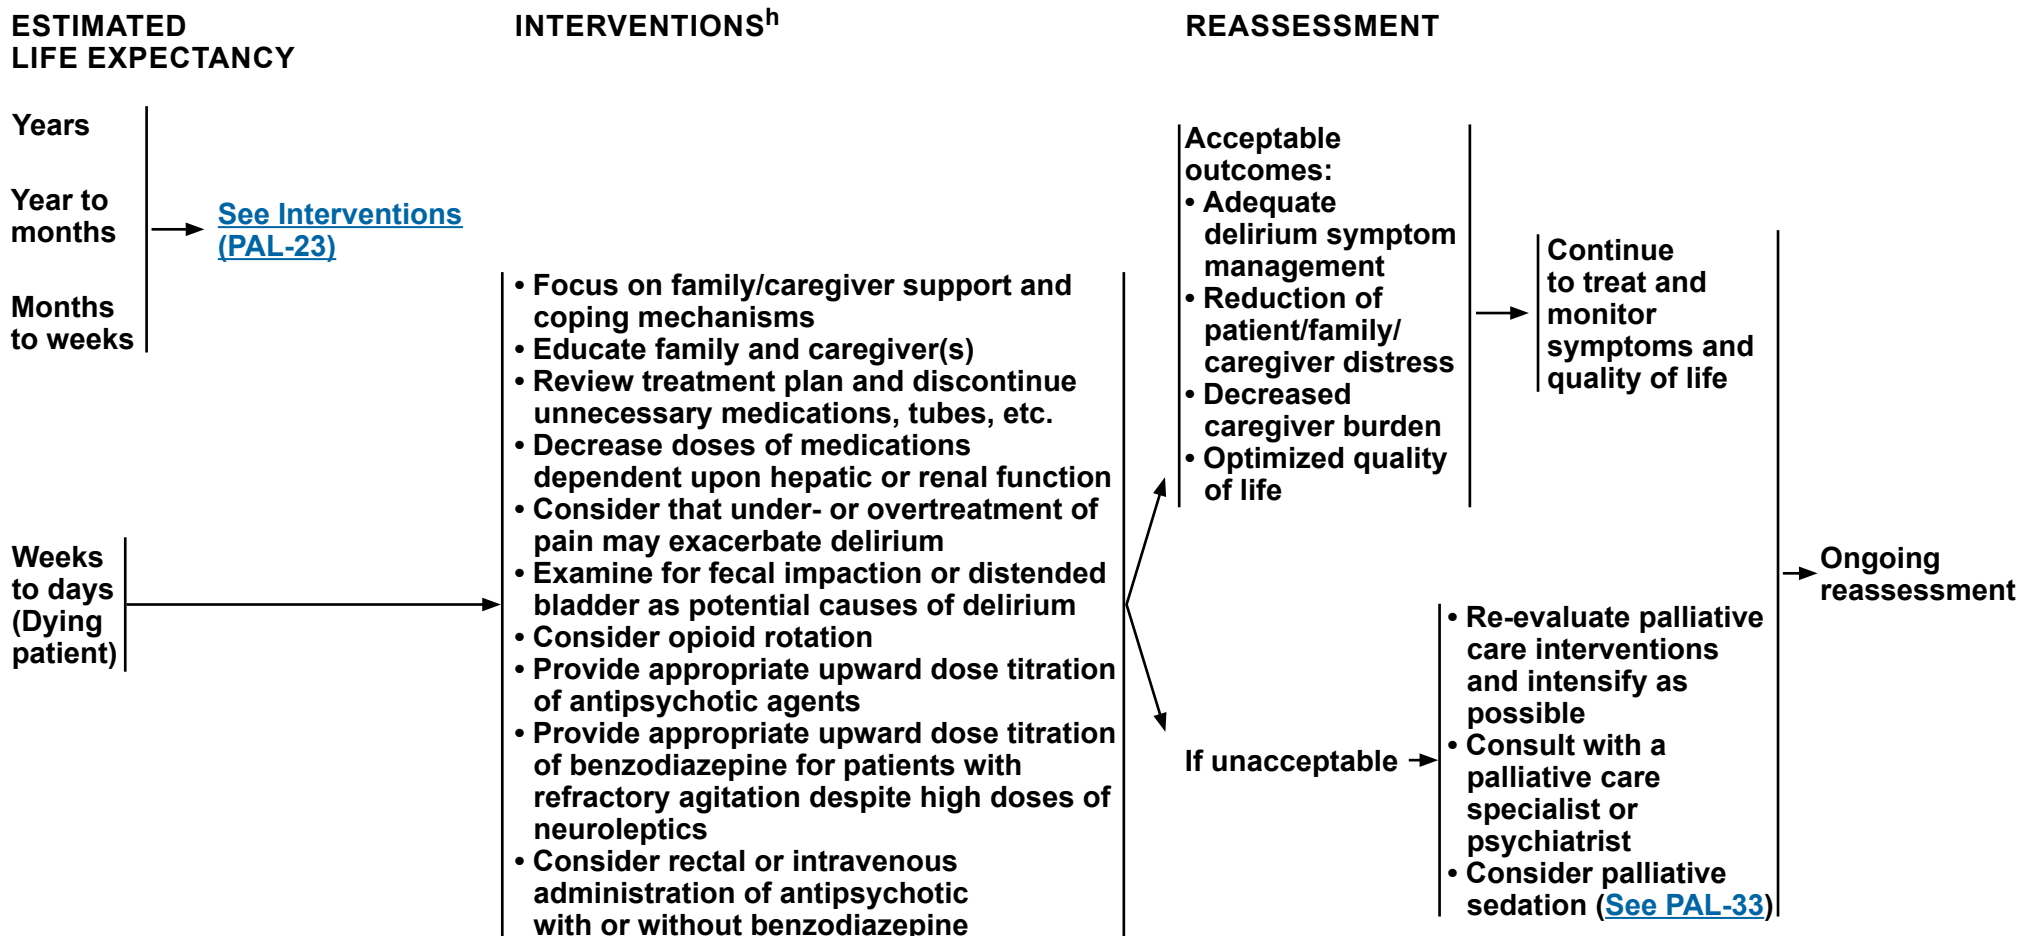 ESTIMATED
LIFE EXPECTANCY
INTERVENTIONSh
REASSESSMENT
Years
Year to
months
Months
to weeks
See Interventions
(PAL-23)
Weeks
to days
(Dying
patient)
• Focus on family/caregiver support and
coping mechanisms
• Educate family and caregiver(s)
• Review treatment plan and discontinue
unnecessary medications, tubes, etc.
• Decrease doses of medications
dependent upon hepatic or renal function
• Consider that under- or overtreatment of
pain may exacerbate delirium
• Examine for fecal impaction or distended
bladder as potential causes of delirium
• Consider opioid rotation
• Provide appropriate upward dose titration
of antipsychotic agents
• Provide appropriate upward dose titration
of benzodiazepine for patients with
refractory agitation despite high doses of
neuroleptics
• Consider rectal or intravenous
administration of antipsychotic
with or without benzodiazepine
Acceptable
outcomes:
• Adequate
delirium symptom
management
• Reduction of
patient/family/
caregiver distress
• Decreased
caregiver burden
• Optimized quality
of life
Continue
to treat and
monitor
symptoms and
quality of life
If unacceptable
• Re-evaluate palliative
care interventions
and intensify as
possible
• Consult with a
palliative care
specialist or
psychiatrist
• Consider palliative
sedation (See PAL-33)
Ongoing
reassessment